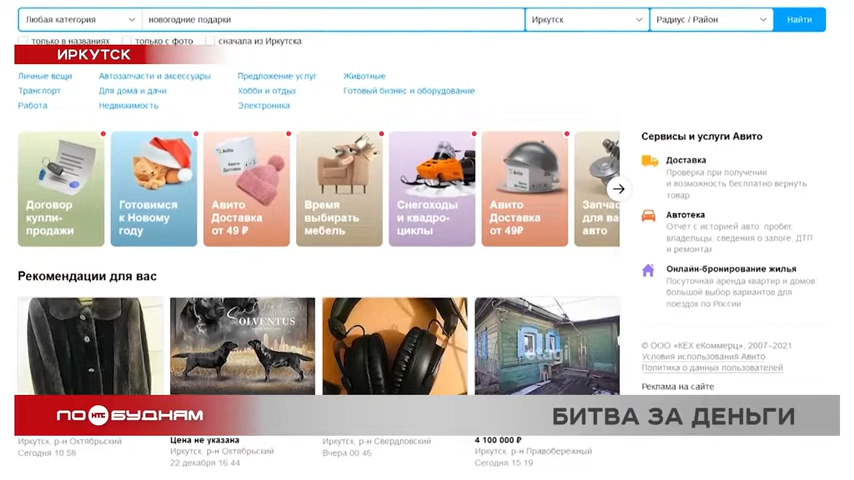 Любая категория
новогодние подарки
Иркутск
Радиус / Район
Найти
только в названиях
только с фото
сначала из Иркутска
ИРКУТСК
Личные вещи
Автозапчасти и аксессуары
Предложение услуг
Животные
Транспорт
Для дома и дачи
Хобби и отдых
Готовый бизнес и оборудование
Работа
Недвижимость
Электроника
Договор
купли-
продажи
Готовимся
к Новому
году
Avito
Авито
Доставка
от 49 ₽
Время
выбирать
мебель
Снегоходы
и квадро-
циклы
Авито
Доставка
от 49₽
Запчас
для ва
авто
Сервисы и услуги Авито
Доставка
Проверка при получении
и возможность бесплатно вернуть
товар
Автотека
Отчёт с историей авто: пробег,
владельцы, сведения о залоге, ДТП
и ремонтах
Онлайн-бронирование жилья
Посуточная аренда квартир и домов:
большой выбор вариантов для
поездок по России
Рекомендации для вас
SOLVENTUS
© ООО «КЕХ еКоммерц», 2007–2021
Условия использования Авито
Политика о данных пользователей
Реклама на сайте
ПО НТС БУДНЯМ
БИТВА ЗА ДЕНЬГИ
Иркутск, р-н Октябрьский
Сегодня 10:58
Цена не указана
Иркутск, р-н Октябрьский
22 декабря 16:44
Иркутск, р-н Свердловский
Вчера 00:46
4 100 000 ₽
Иркутск, р-н Правобережный
Сегодня 15:19